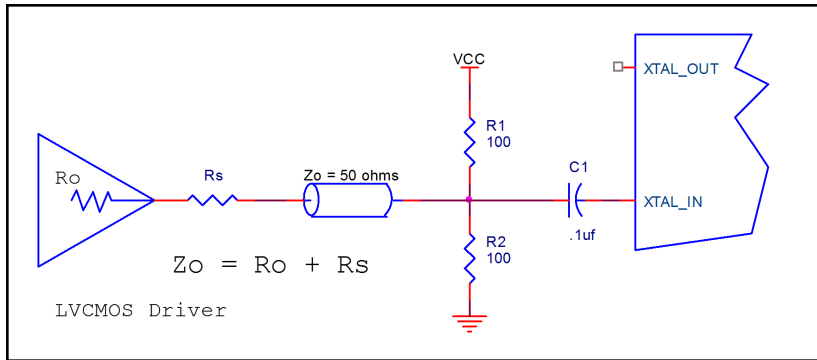 VCC
XTAL_OUT
R1
100
Ro
Rs
Zo = 50 ohms
C1
XTAL_IN
.1uf
R2
100
Zo = Ro + Rs
LVCMOS Driver